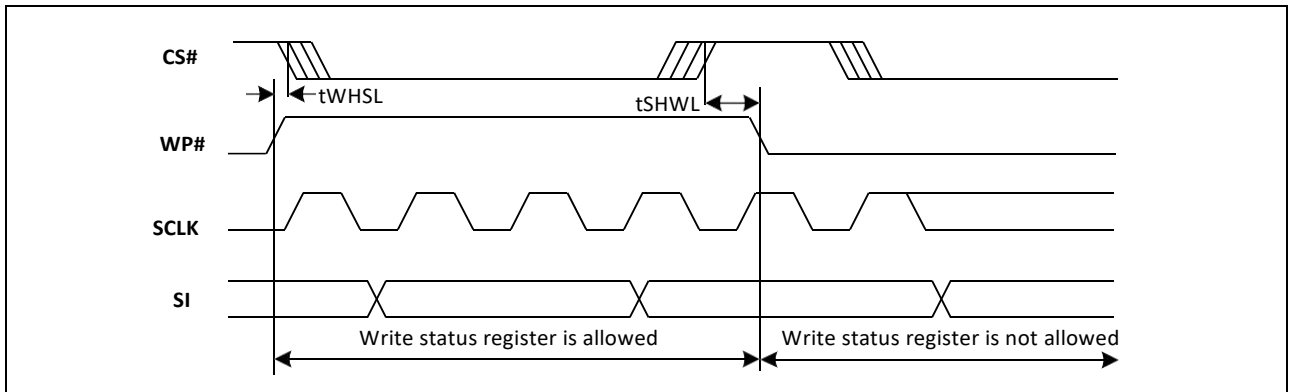 CS#
tWHSL
tSHWL
WP#
SCLK
SI
Write status register is allowed
Write status register is not allowed